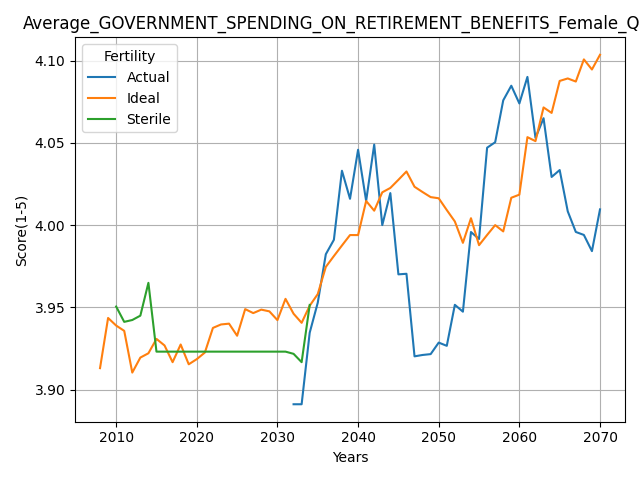 Average_GOVERNMENT_SPENDING_ON_RETIREMENT_BENEFITS_Female_Q
Fertility
Actual
Ideal
Sterile
Score(1-5)
4.10
4.05
4.00
3.95
3.90
2010 2020 2030 2040 2050 2060 2070
Years